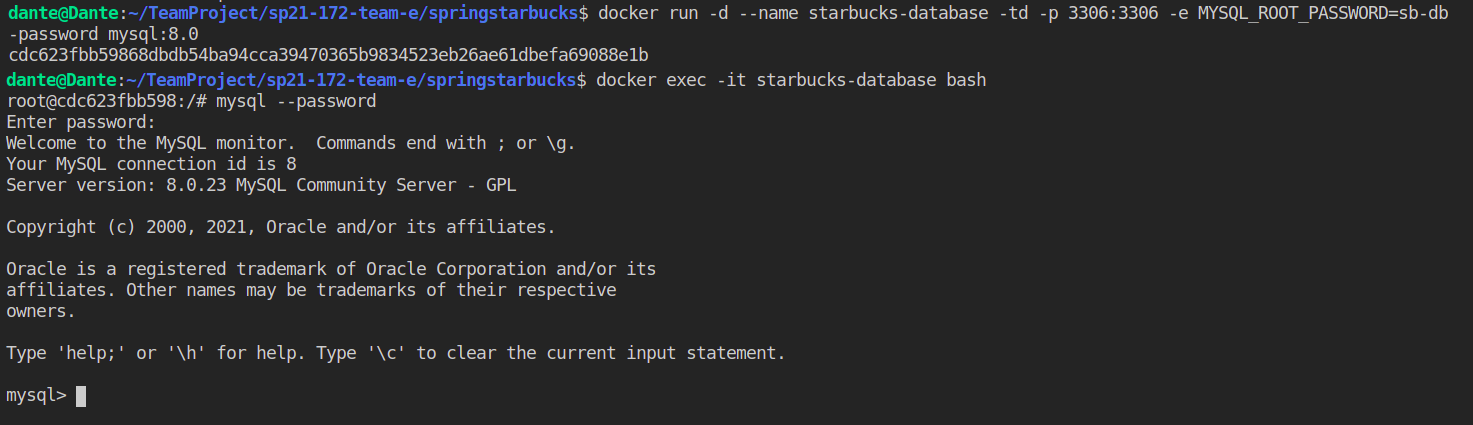 dante@Dante:~/TeamProject/sp21-172-team-e/springstarbucks$ docker run -d --name starbucks-database -td -p 3306:3306 -e MYSQL_ROOT_PASSWORD=sb-db
-password mysql:8.0
cdc623fbb59868dbdb54ba94cca39470365b9834523eb26ae61dbefa69088e1b
dante@Dante:~/TeamProject/sp21-172-team-e/springstarbucks$ docker exec -it starbucks-database bash
root@cdc623fbb598:/# mysql --password
Enter password:
Welcome to the MySQL monitor.  Commands end with ; or \g.
Your MySQL connection id is 8
Server version: 8.0.23 MySQL Community Server - GPL

Copyright (c) 2000, 2021, Oracle and/or its affiliates.

Oracle is a registered trademark of Oracle Corporation and/or its
affiliates. Other names may be trademarks of their respective
owners.

Type 'help;' or '\h' for help. Type '\c' to clear the current input statement.

mysql>